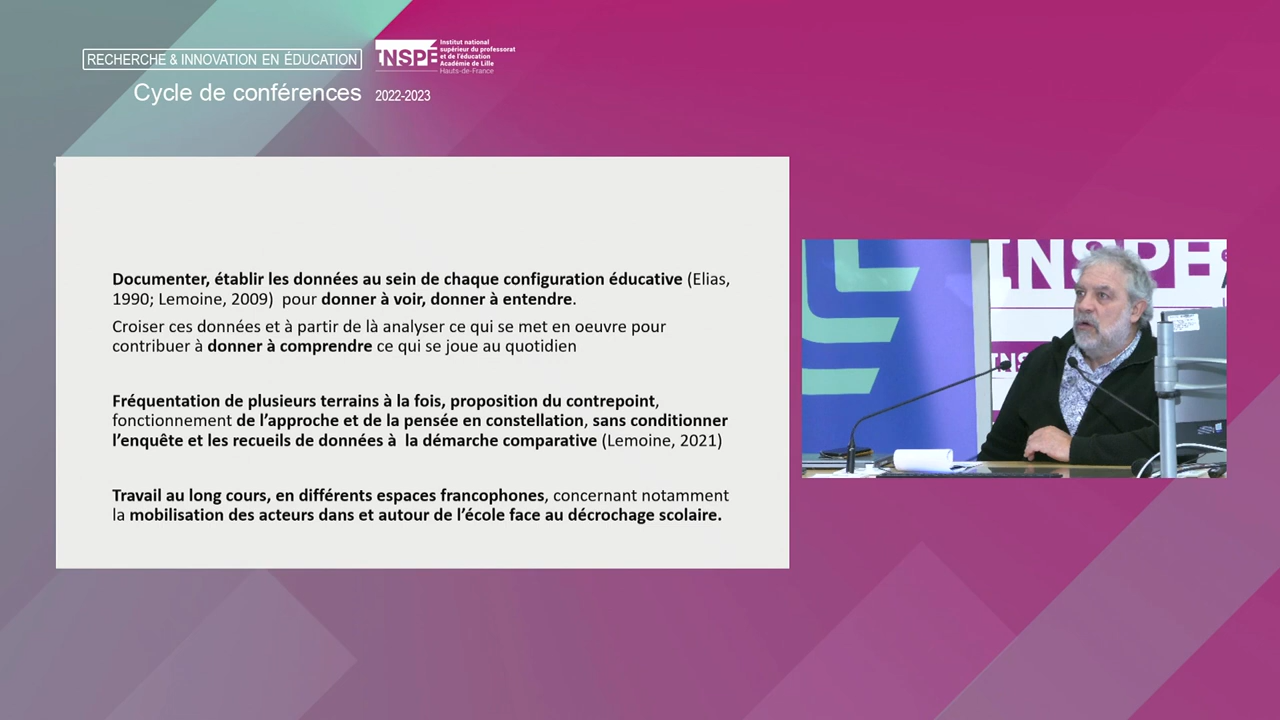 RECHERCHE & INNOVATION EN ÉDUCATION
Cycle de conférences
INSPÉ
Institut national
supérieur du professorat
et de l'éducation
Académie de Lille
Hauts-de-France
2022-2023
Documenter, établir les données au sein de chaque configuration éducative (Elias,
1990; Lemoine, 2009) pour donner à voir, donner à entendre.
Croiser ces données et à partir de là analyser ce qui se met en oeuvre pour
contribuer à donner à comprendre ce qui se joue au quotidien
Fréquentation de plusieurs terrains à la fois, proposition du contrepoint,
fonctionnement de l'approche et de la pensée en constellation, sans conditionner
l'enquête et les recueils de données à la démarche comparative (Lemoine, 2021)
Travail au long cours, en différents espaces francophones, concernant notamment
la mobilisation des acteurs dans et autour de l'école face au décrochage scolaire.
INSPÉ
INS